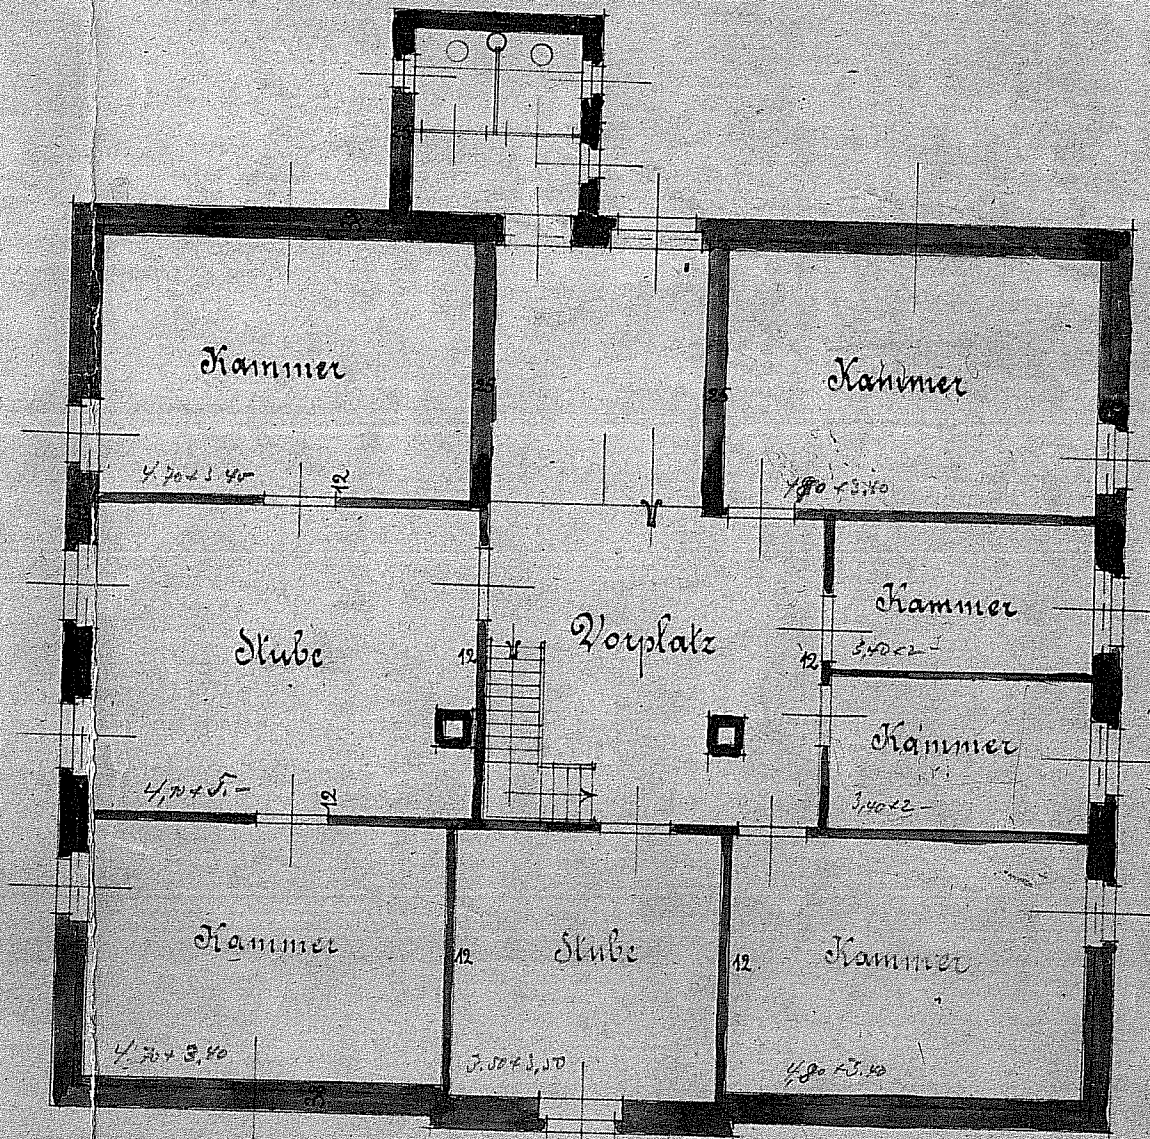 Kammer
25
4.70 × 3.40
12
Kammer
25
4,80 × 3,40
Stube
12
4,70 × 5.-
12
Vorplatz
12
Kammer
3,40 × 2 -
Kammer
3,40 × 2 -
Kammer
12
4.70 × 3,40
Stube
12
3.50 × 3,50
Kammer
4,80 × 3.40